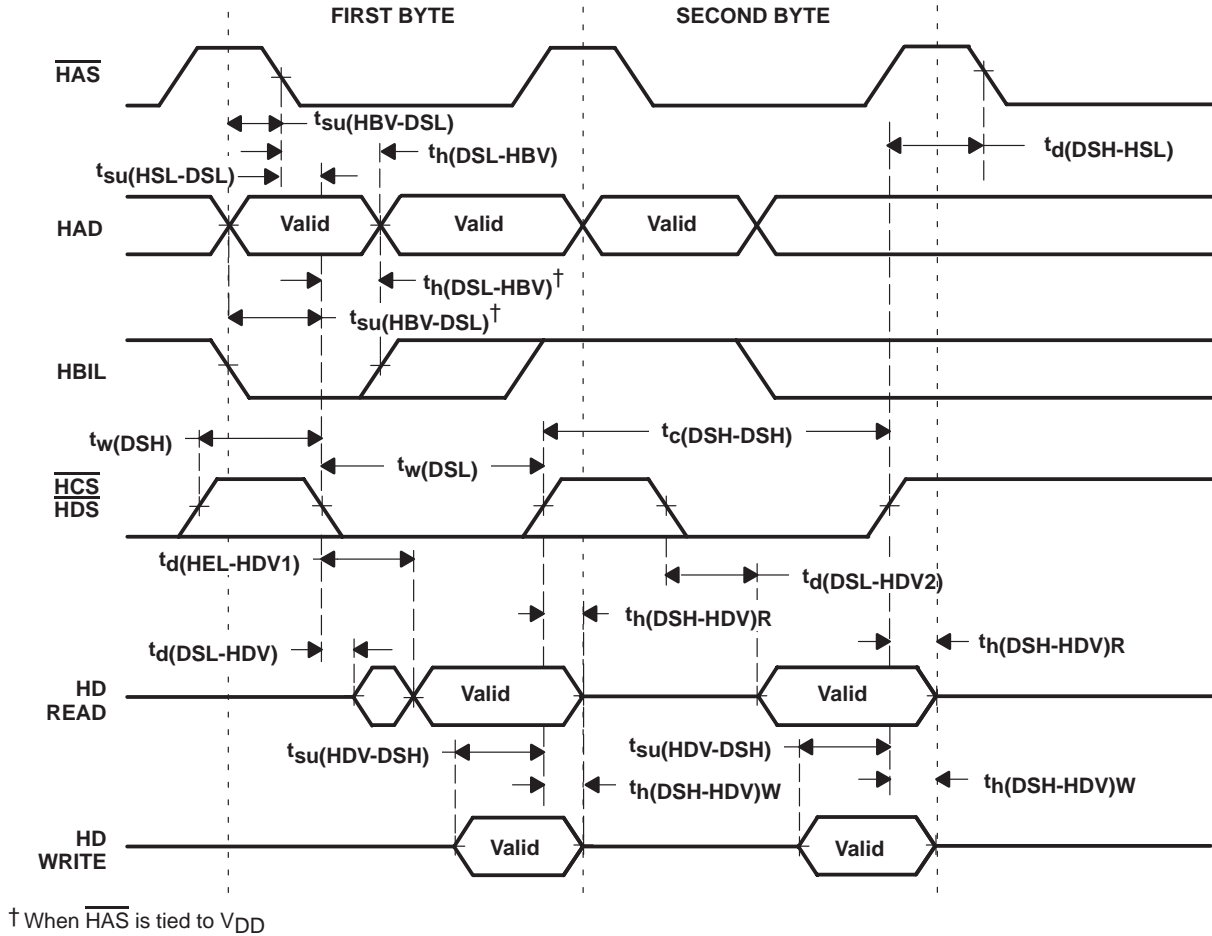 FIRST BYTE SECOND BYTE
HAS
tsu(HBV-DSL)
th(DSL-HBV)
td(DSH-HSL)
tsu(HSL-DSL)
HAD
Valid Valid Valid
th(DSL-HBV)†
tsu(HBV-DSL)†
HBIL
tw(DSH)
tc(DSH-DSH)
tw(DSL)
HCS
HDS
td(HEL-HDV1)
td(DSL-HDV2)
th(DSH-HDV)R
th(DSH-HDV)R
td(DSL-HDV)
HD
READ
Valid Valid
tsu(HDV-DSH) tsu(HDV-DSH)
th(DSH-HDV)W th(DSH-HDV)W
HD
WRITE
Valid Valid
† When HAS is tied to VDD